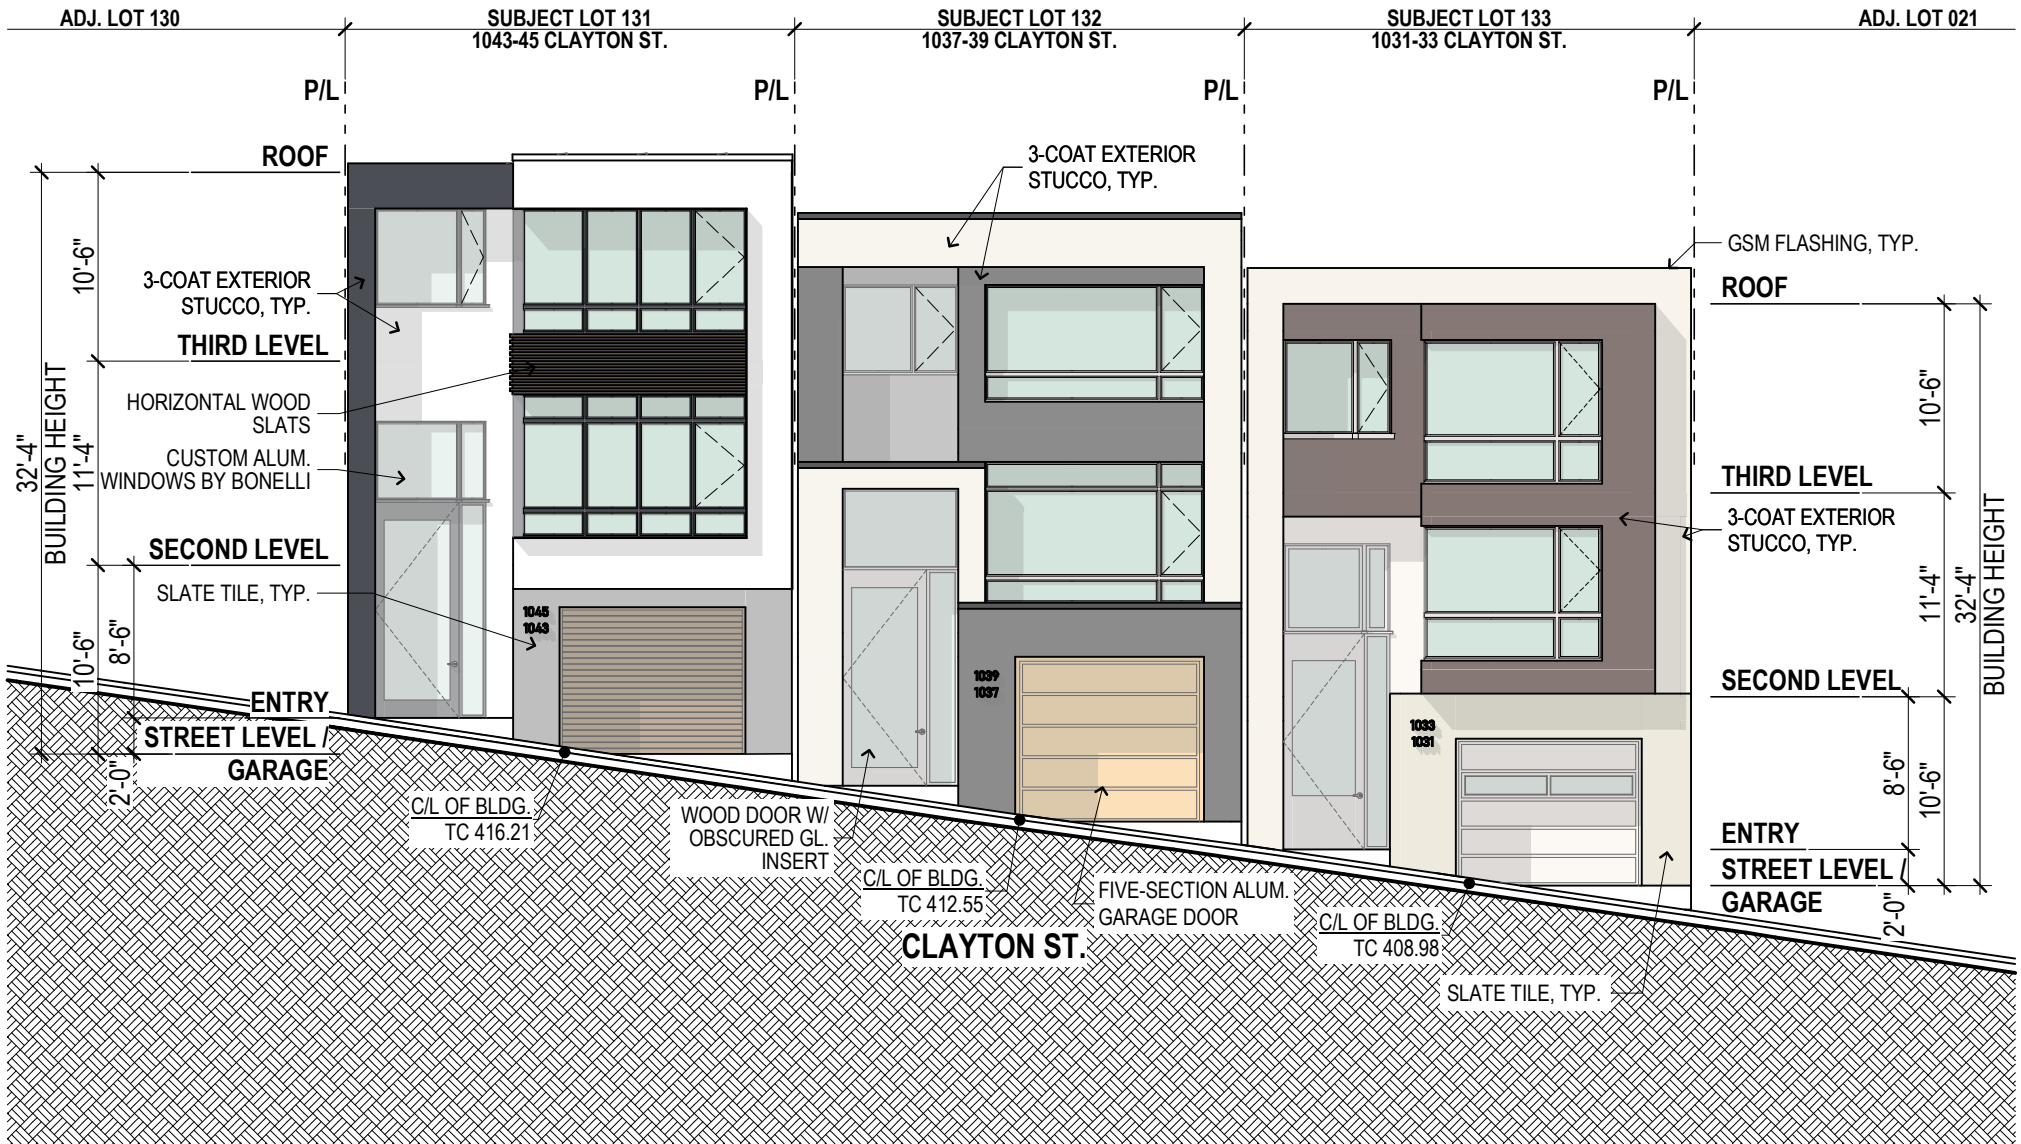 ADJ. LOT 130
SUBJECT LOT 131
1043-45 CLAYTON ST.
SUBJECT LOT 132
1037-39 CLAYTON ST.
SUBJECT LOT 133
1031-33 CLAYTON ST.
ADJ. LOT 021
P/L
P/L
P/L
P/L
ROOF
10'-6"
3-COAT EXTERIOR
STUCCO, TYP.
THIRD LEVEL
HORIZONTAL WOOD
SLATS
32'-4"
BUILDING HEIGHT
11'-4"
CUSTOM ALUM.
WINDOWS BY BONELLI
SECOND LEVEL
SLATE TILE, TYP.
10'-6"
8'-6"
ENTRY
STREET LEVEL /
GARAGE
2'-0"
1045
1043
C/L OF BLDG.
TC 416.21
3-COAT EXTERIOR
STUCCO, TYP.
1039
1037
WOOD DOOR W/
OBSCURED GL.
INSERT
C/L OF BLDG.
TC 412.55
FIVE-SECTION ALUM.
GARAGE DOOR
CLAYTON ST.
1033
1031
C/L OF BLDG.
TC 408.98
SLATE TILE, TYP.
GSM FLASHING, TYP.
ROOF
10'-6"
THIRD LEVEL
3-COAT EXTERIOR
STUCCO, TYP.
11'-4"
32'-4"
BUILDING HEIGHT
SECOND LEVEL
8'-6"
10'-6"
ENTRY
STREET LEVEL /
GARAGE
2'-0"